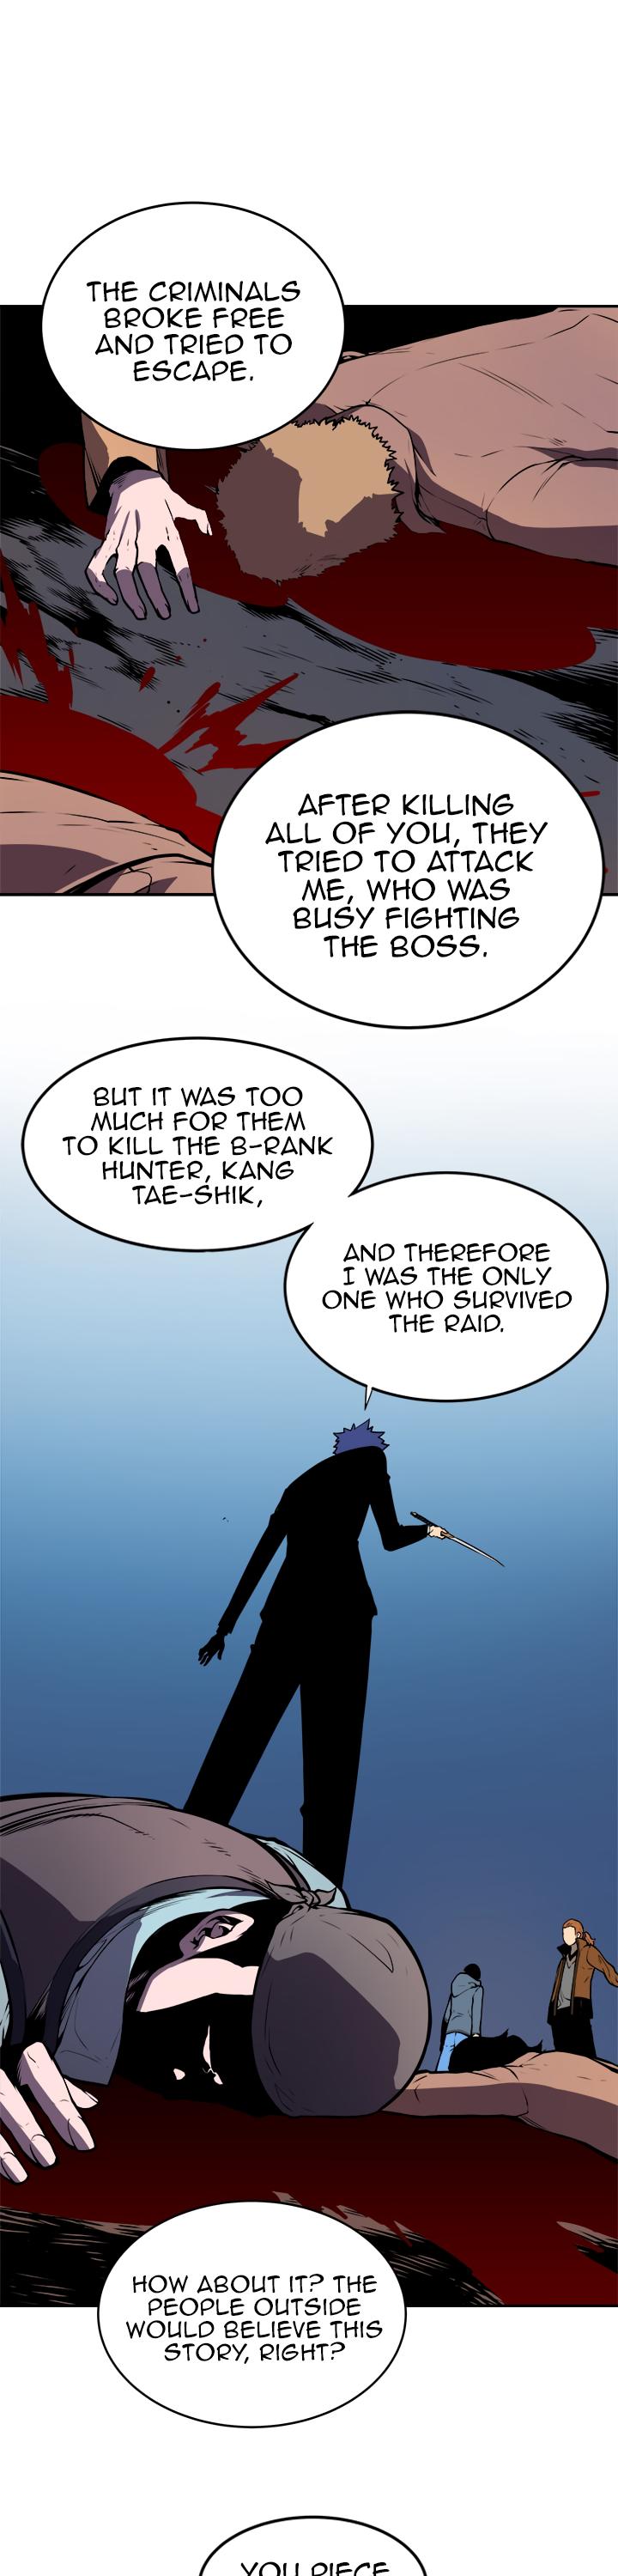 THE CRIMINALS
BROKE FREE
AND TRIED TO
ESCAPE.
AFTER KILLING
ALL OF YOU, THEY
TRIED TO ATTACK
ME, WHO WAS
BUSY FIGHTING
THE BOSS.
BUT IT WAS TOO
MUCH FOR THEM
TO KILL THE B-RANK
HUNTER, KANG
TAE-SHIK,
AND THEREFORE
I WAS THE ONLY
ONE WHO SURVIVED
THE RAID.
HOW ABOUT IT? THE
PEOPLE OUTSIDE
WOULD BELIEVE THIS
STORY, RIGHT?
YOU PIECE